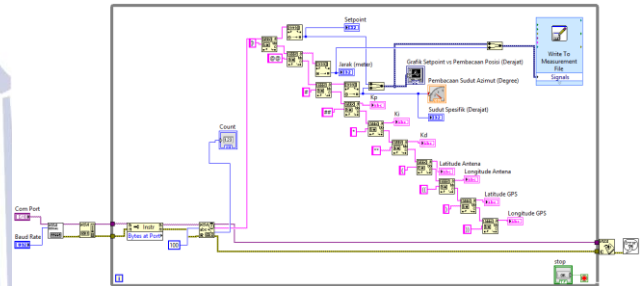 Setpoint
Jarak (meter)
Write To
Measurement
File
Signals
Grafik Setpoint vs Pembacaan Posisi (Derajat)
Pembacaan Sudut Azimut (Degree)
Sudut Spesifik (Derajat)
Kp
Ki
Kd
Count
Latitude Antena
Longitude Antena
Latitude GPS
Longitude GPS
Com Port
Baud Rate
Instr
Bytes at Port
100
stop
i